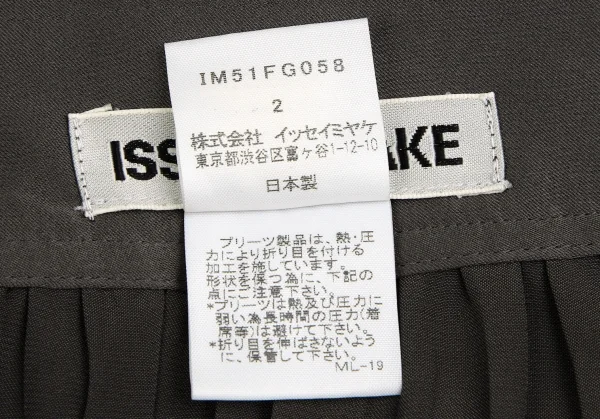 IM51FG058
2
株式会社 イッセイミヤケ
東京都渋谷区富ヶ谷1-12-10
日本製
ISS KE
プリーツ製品は、熱・圧
力により折り目を付ける
加工を施しています。
形状を保つ為に、下記の
点にご注意下さい。
*プリーツは熱及び圧力に
弱い為長時間の圧力(着
席等)は避けて下さい。
*折り目を伸ばさないよう
に、保管して下さい。
ML-19